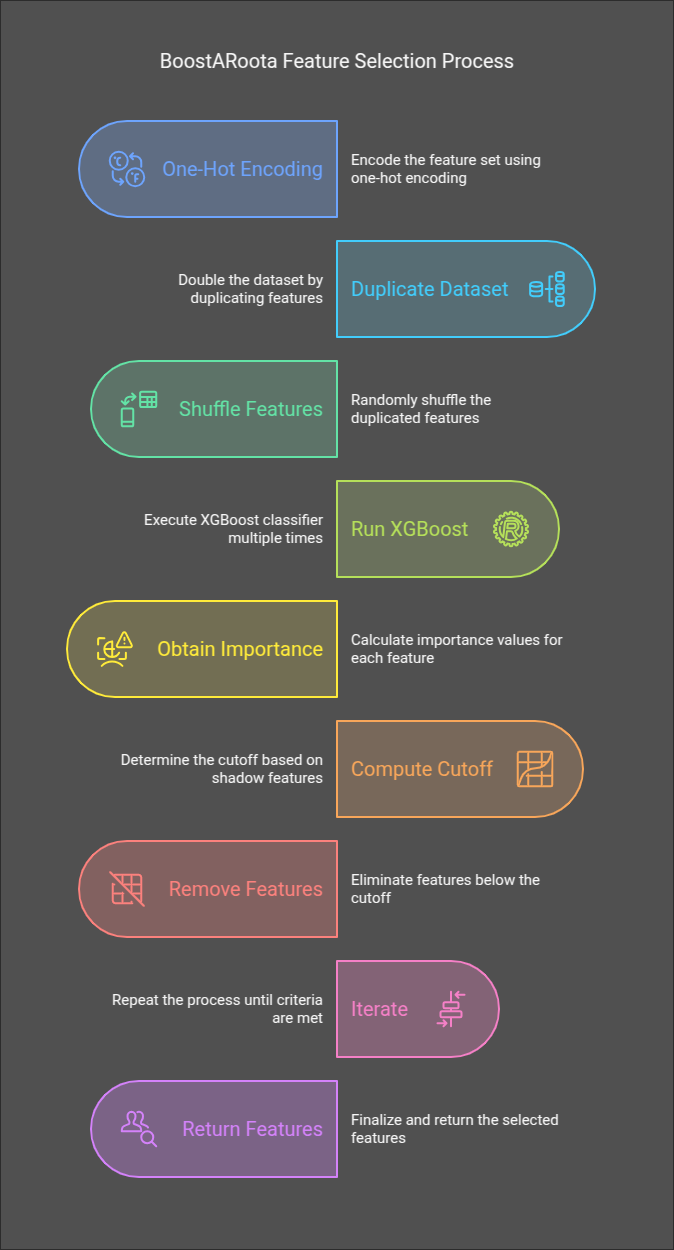 BoostARoota Feature Selection Process
One-Hot Encoding
Encode the feature set using
one-hot encoding
Double the dataset by
duplicating features
Duplicate Dataset
Shuffle Features
Randomly shuffle the
duplicated features
Execute XGBoost classifier
multiple times
Run XGBoost
Obtain Importance
Calculate importance values for
each feature
Determine the cutoff based on
shadow features
Compute Cutoff
Remove Features
Eliminate features below the
cutoff
Repeat the process until criteria
are met
Iterate
Return Features
Finalize and return the selected
features